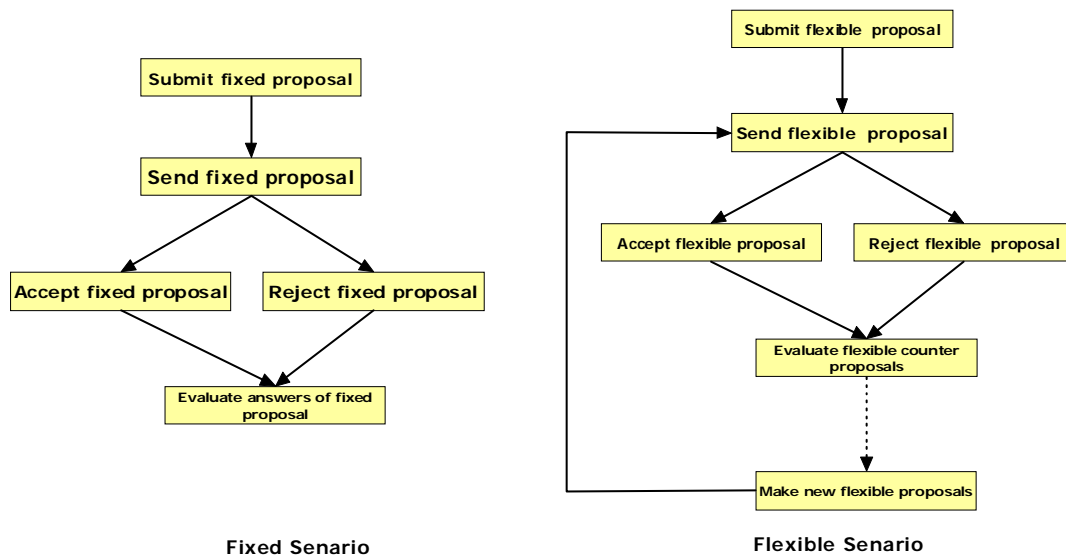 Submit fixed proposal
Send fixed proposal
Accept fixed proposal
Reject fixed proposal
Evaluate answers of fixed
proposal
Fixed Senario
Submit flexible proposal
Send flexible proposal
Accept flexible proposal
Reject flexible proposal
Evaluate flexible counter
proposals
Make new flexible proposals
Flexible Senario